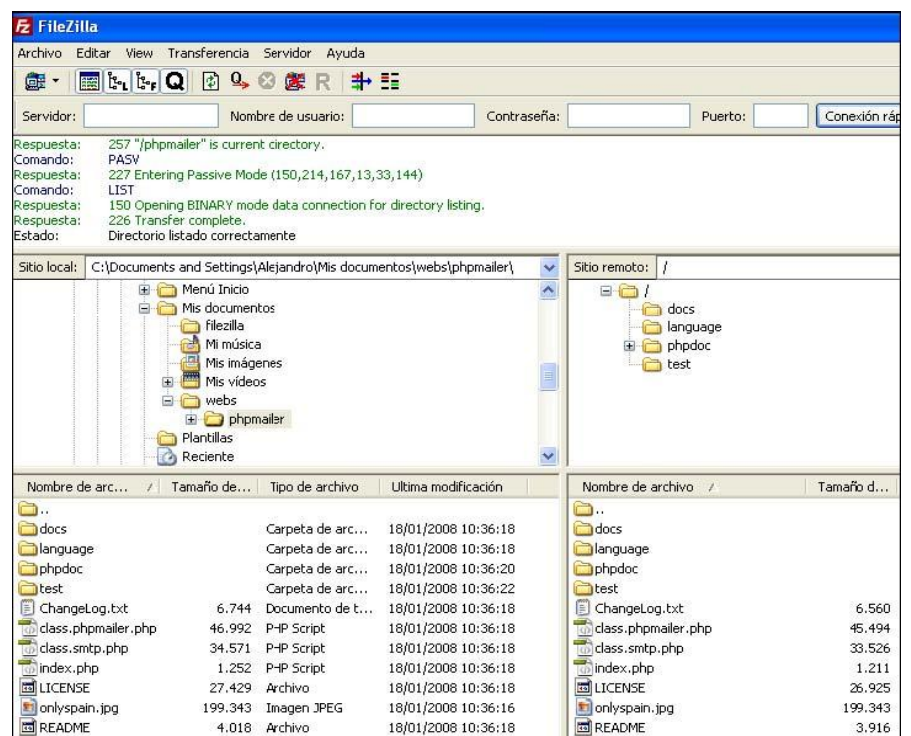 FileZilla
Archivo Editar View Transferencia Servidor Ayuda
Servidor: Nombre de usuario: Contraseña: Puerto: Conexión ráp
Respuesta: 257 "/phpmailer" is current cirectory.
Comando: PASV
Respuesta: 227 Entering Passive Mode (150,214,167,13,33,144)
Comando: LIST
Respuesta: 150 Opening BINARY mode data connection for directory listing.
Respuesta: 226 Transfer complete.
Estado: Directorio listado correctamente
Sitio local: C:\Documents and Settings\Alejandro\Mis documentos\webs\phpmailer\
Menú Inicio
Mis documentos
filezilla
Mi música
Mis imágenes
Mis vídeos
webs
phpmailer
Plantillas
Reciente
Sitio remoto: /
/
docs
language
phpdoc
test
Nombre de arc... / Tamaño de... Tipo de archivo Ultima modificación
..
docs Carpeta de arc... 18/01/2008 10:36:18
language Carpeta de arc... 18/01/2008 10:36:18
phpdoc Carpeta de arc... 18/01/2008 10:36:20
test Carpeta de arc... 18/01/2008 10:36:22
ChangeLog.txt 6.744 Documento de t... 18/01/2008 10:36:18
class.phpmailer.php 46.992 PHP Script 18/01/2008 10:36:18
class.smtp.php 34.571 PHP Script 18/01/2008 10:36:18
index.php 1.252 PHP Script 18/01/2008 10:36:18
LICENSE 27.429 Archivo 18/01/2008 10:36:18
onlyspain.jpg 199.343 Imagen JPEG 18/01/2008 10:36:16
README 4.018 Archivo 18/01/2008 10:36:18
Nombre de archivo / Tamaño d...
..
docs
language
phpdoc
test
ChangeLog.txt 6.560
class.phpmailer.php 45.494
class.smtp.php 33.526
index.php 1.211
LICENSE 26.925
onlyspain.jpg 199.343
README 3.916